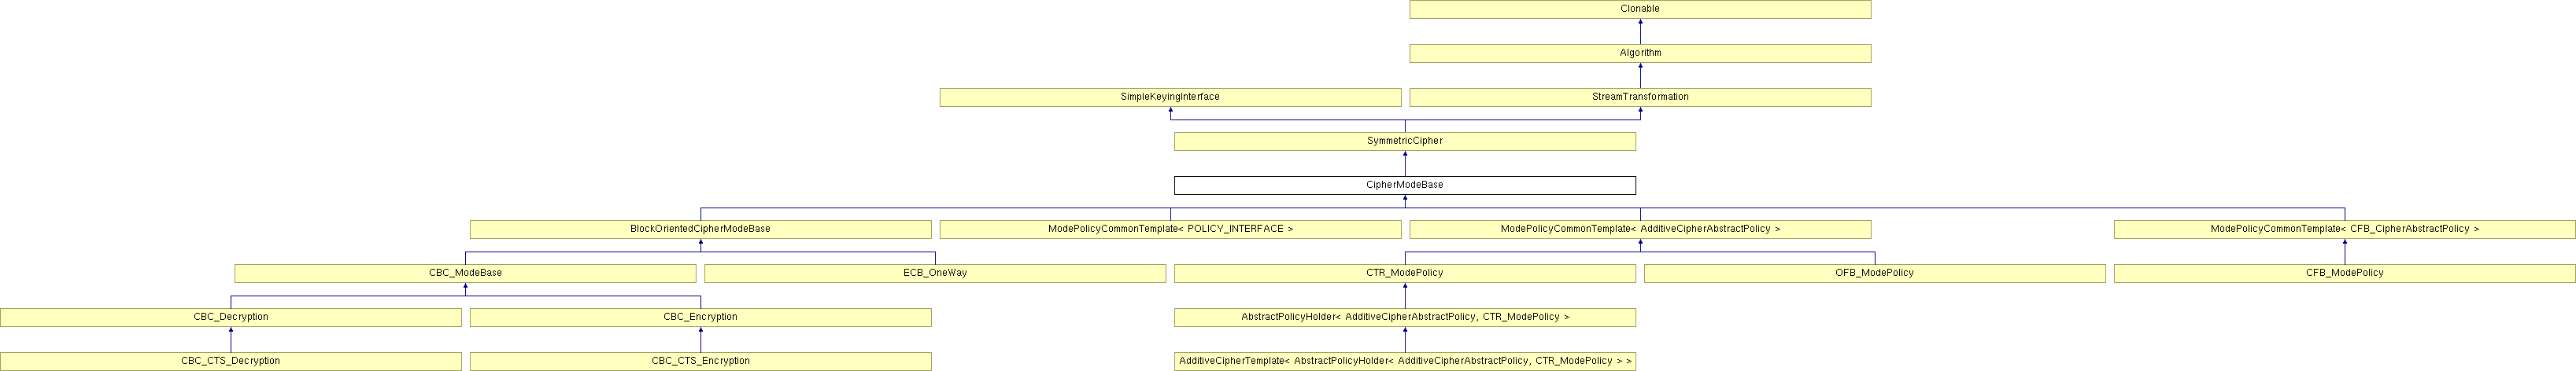 Clonable
Algorithm
SimpleKeyingInterface
StreamTransformation
SymmetricCipher
CipherModeBase
BlockOrientedCipherModeBase
ModePolicyCommonTemplate< POLICY_INTERFACE >
ModePolicyCommonTemplate< AdditiveCipherAbstractPolicy >
ModePolicyCommonTemplate< CFB_CipherAbstractPolicy >
CBC_ModeBase
ECB_OneWay
CTR_ModePolicy
OFB_ModePolicy
CFB_ModePolicy
CBC_Decryption
CBC_Encryption
AbstractPolicyHolder< AdditiveCipherAbstractPolicy, CTR_ModePolicy >
CBC_CTS_Decryption
CBC_CTS_Encryption
AdditiveCipherTemplate< AbstractPolicyHolder< AdditiveCipherAbstractPolicy, CTR_ModePolicy > >